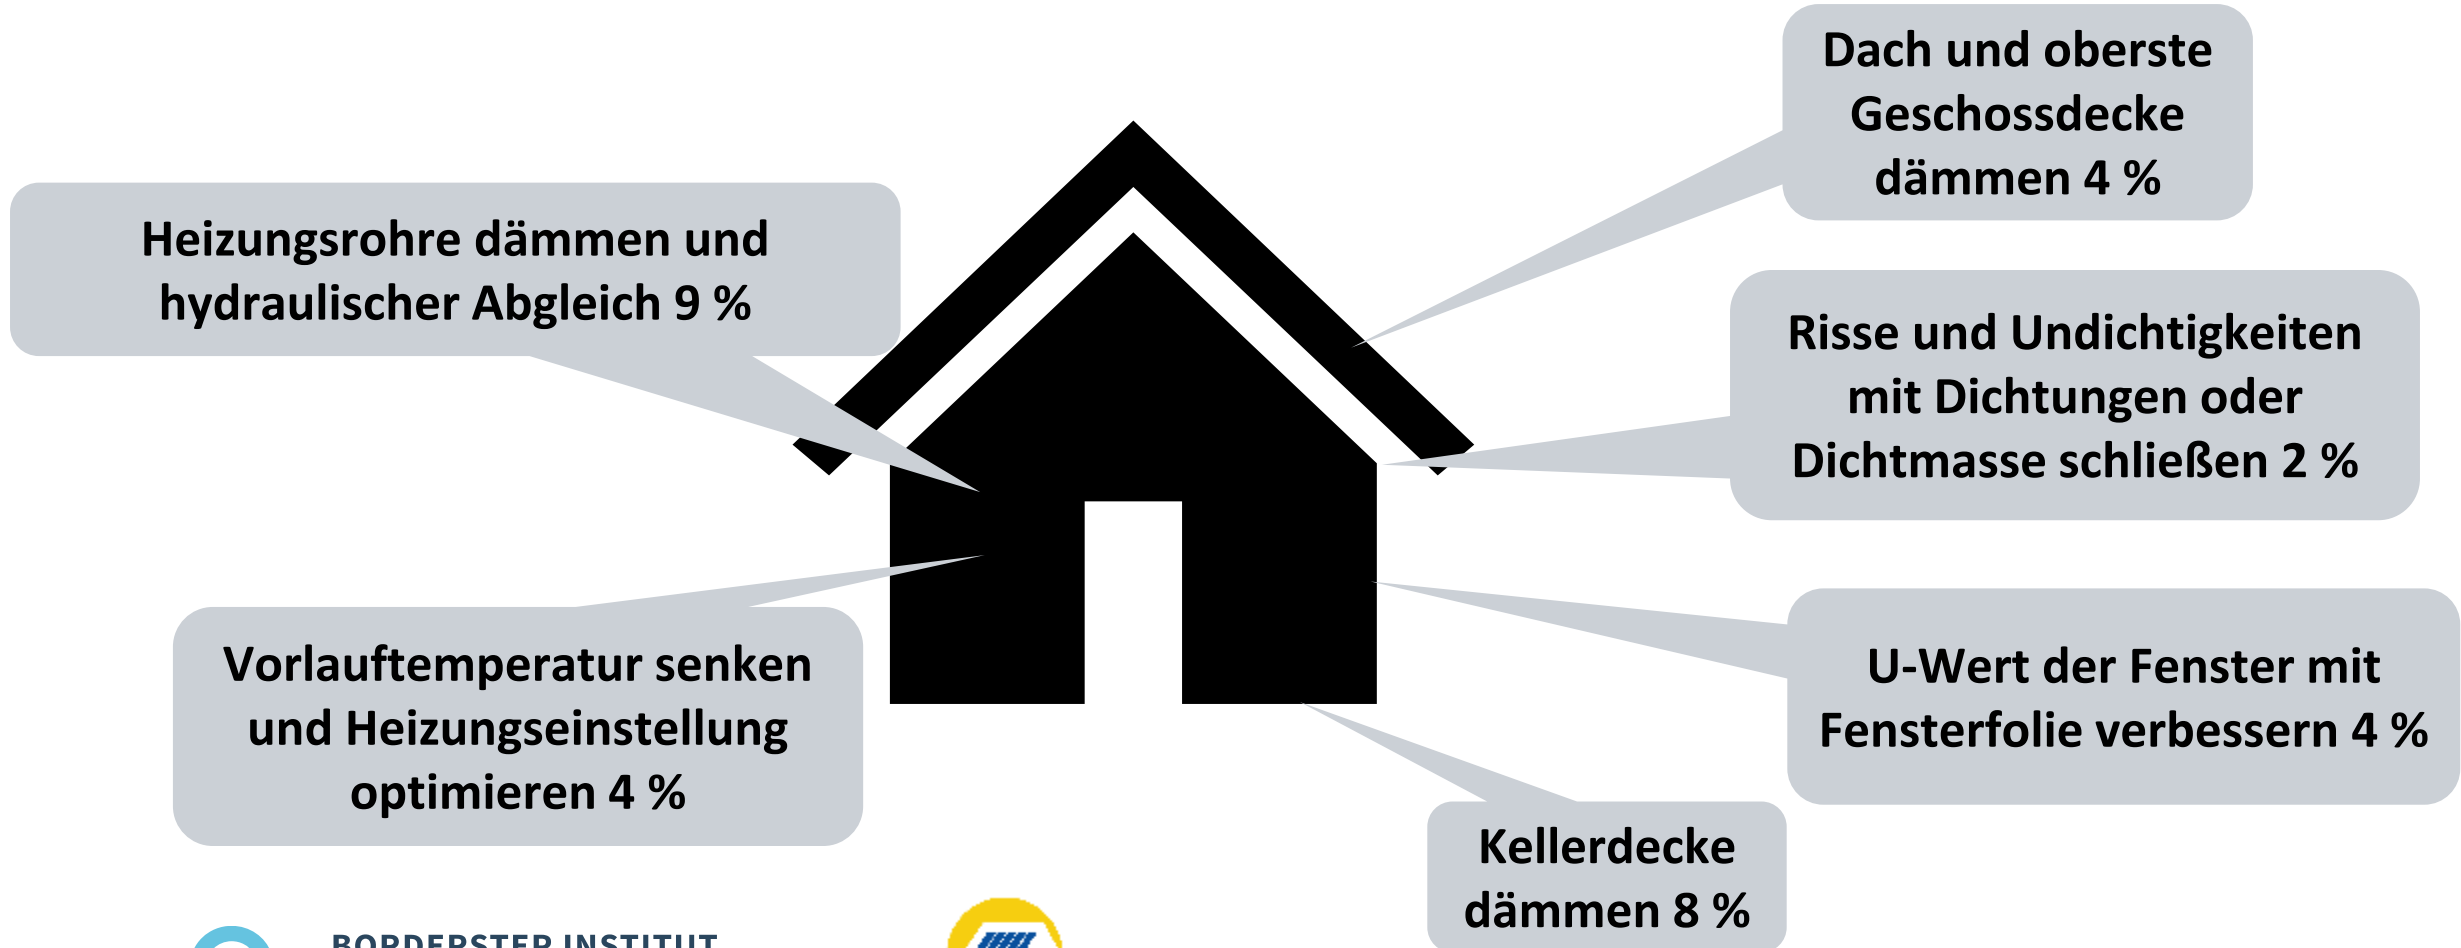 Dach und oberste
Geschossdecke
dämmen 4 %
Heizungsrohre dämmen und
hydraulischer Abgleich 9 %
Risse und Undichtigkeiten
mit Dichtungen oder
Dichtmasse schließen 2 %
Vorlauftemperatur senken
und Heizungseinstellung
optimieren 4 %
U-Wert der Fenster mit
Fensterfolie verbessern 4 %
Kellerdecke
dämmen 8 %
INSTITUT